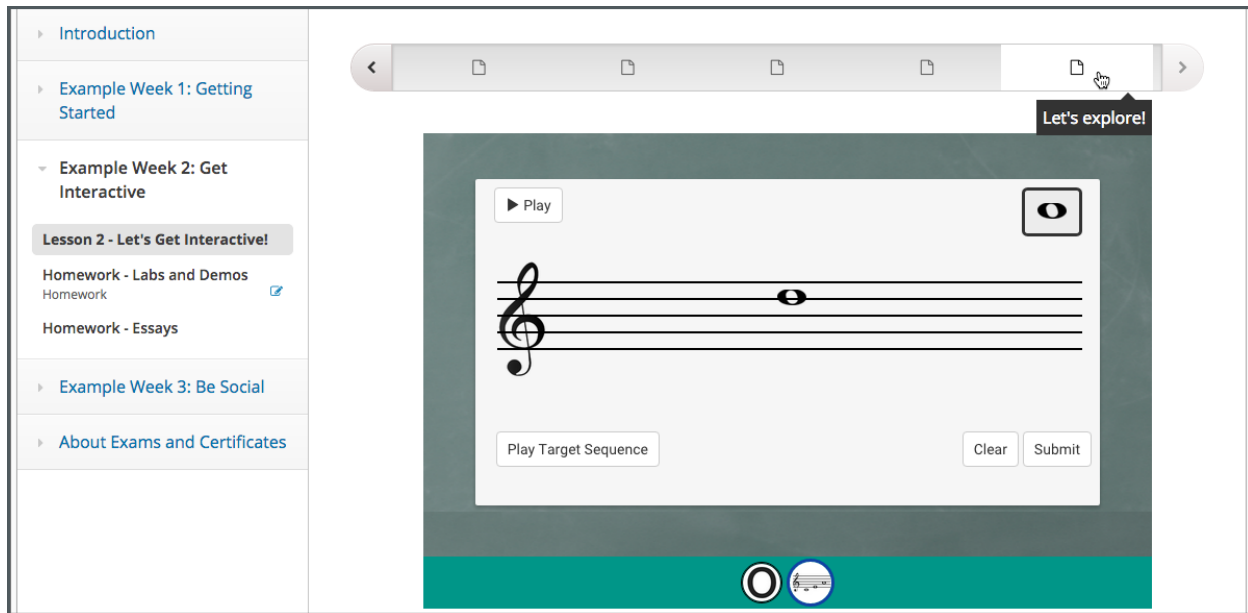 Introduction
Example Week 1: Getting
Started
Example Week 2: Get
Interactive
Lesson 2 - Let's Get Interactive!
Homework - Labs and Demos
Homework
Homework - Essays
Example Week 3: Be Social
About Exams and Certificates
Let's explore!
Play
Play Target Sequence
Clear
Submit
O